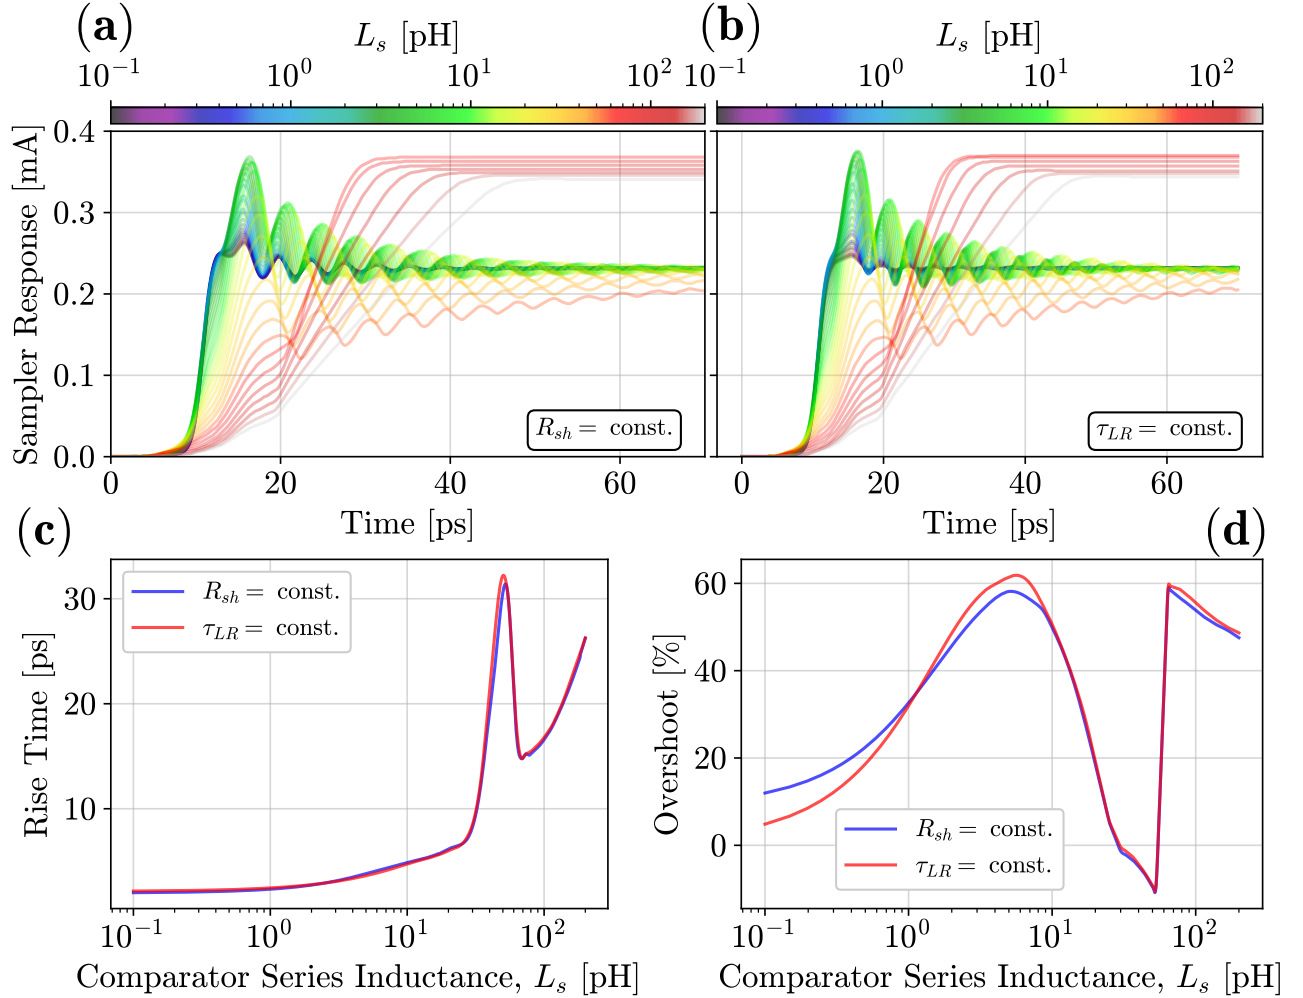 (a)
L_s [pH]
10^−1 10^0 10^1 10^2
(b)
L_s [pH]
10^−1 10^0 10^1 10^2
Sampler Response [mA]
0.4
0.3
0.2
0.1
0.0
R_sh = const.
0 20 40 60
Time [ps]
τ_LR = const.
0 20 40 60
Time [ps]
(c)
Rise Time [ps]
30
20
10
R_sh = const.
τ_LR = const.
10^−1 10^0 10^1 10^2
Comparator Series Inductance, L_s [pH]
(d)
Overshoot [%]
60
40
20
0
R_sh = const.
τ_LR = const.
10^−1 10^0 10^1 10^2
Comparator Series Inductance, L_s [pH]